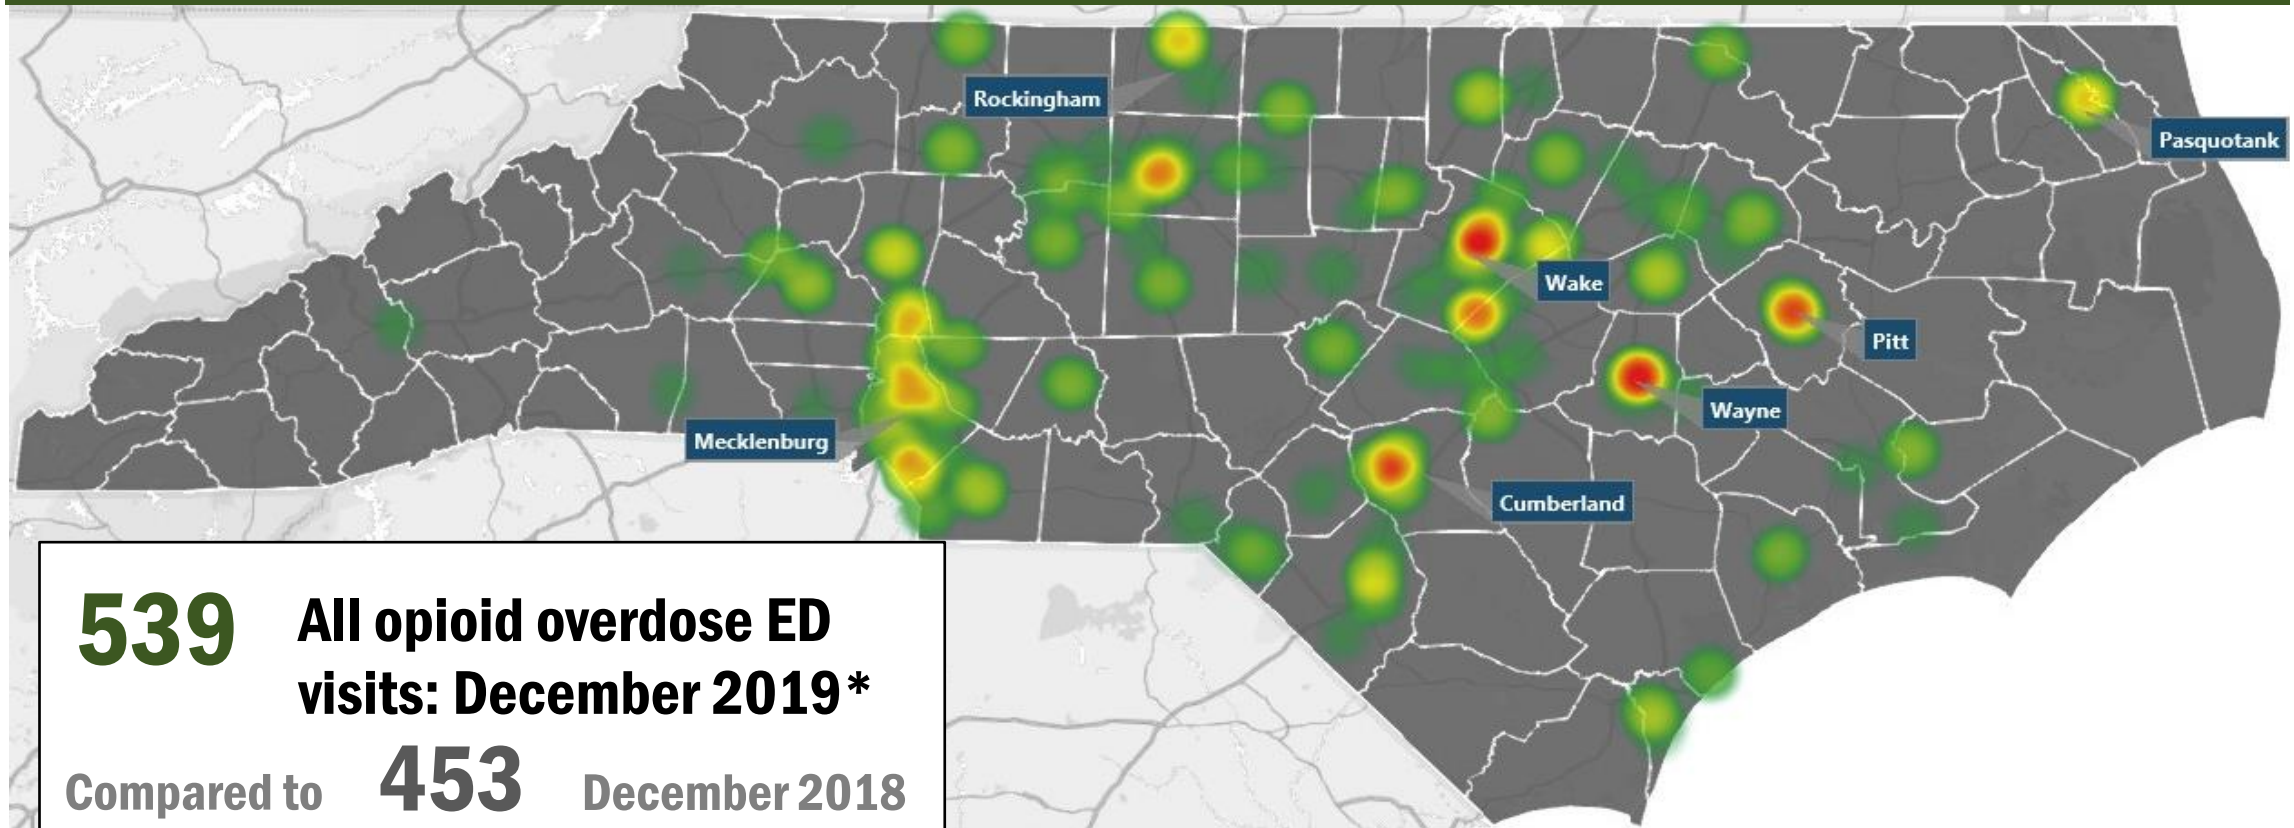 Rockingham
Pasquotank
Wake
Pitt
Wayne
Mecklenburg
Cumberland
539 All opioid overdose ED
visits: December 2019*
Compared to 453 December 2018